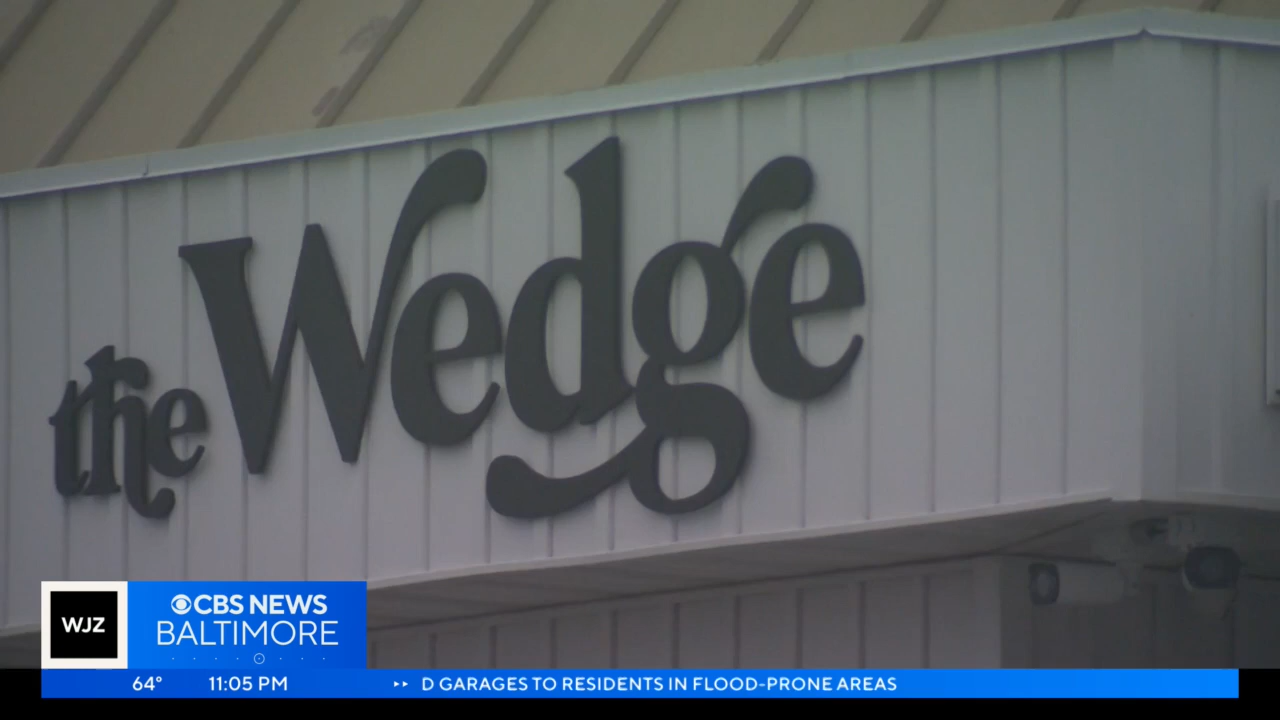 the Wedge
WJZ
CBS NEWS
BALTIMORE
64° 11:05 PM D GARAGES TO RESIDENTS IN FLOOD-PRONE AREAS